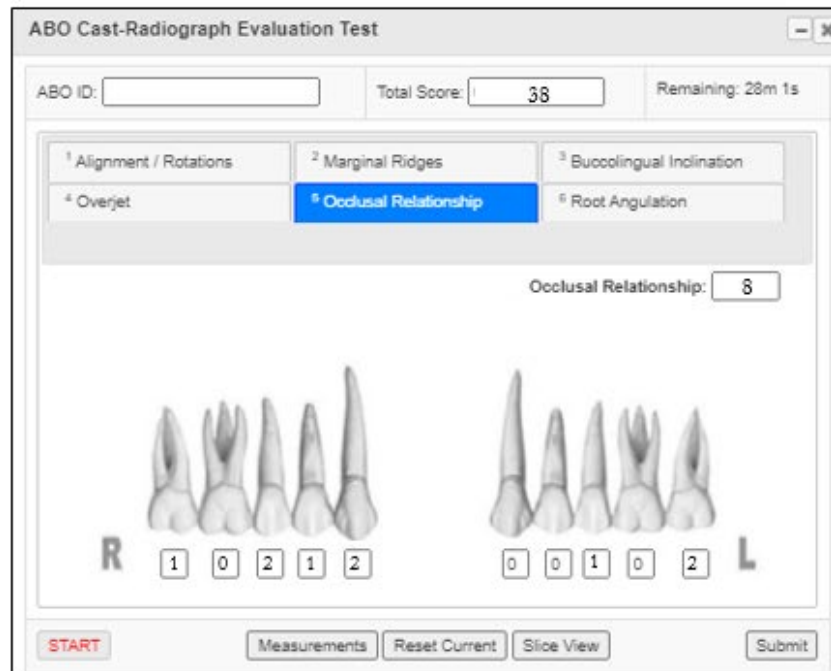 ABO Cast-Radiograph Evaluation Test
ABO ID:
Total Score: 38
Remaining: 28m 1s
1 Alignment / Rotations
2 Marginal Ridges
3 Buccolingual Inclination
4 Overjet
5 Occlusal Relationship
6 Root Angulation
Occlusal Relationship: 8
R 1 0 2 1 2 0 0 1 0 2 L
START Measurements Reset Current Slice View Submit